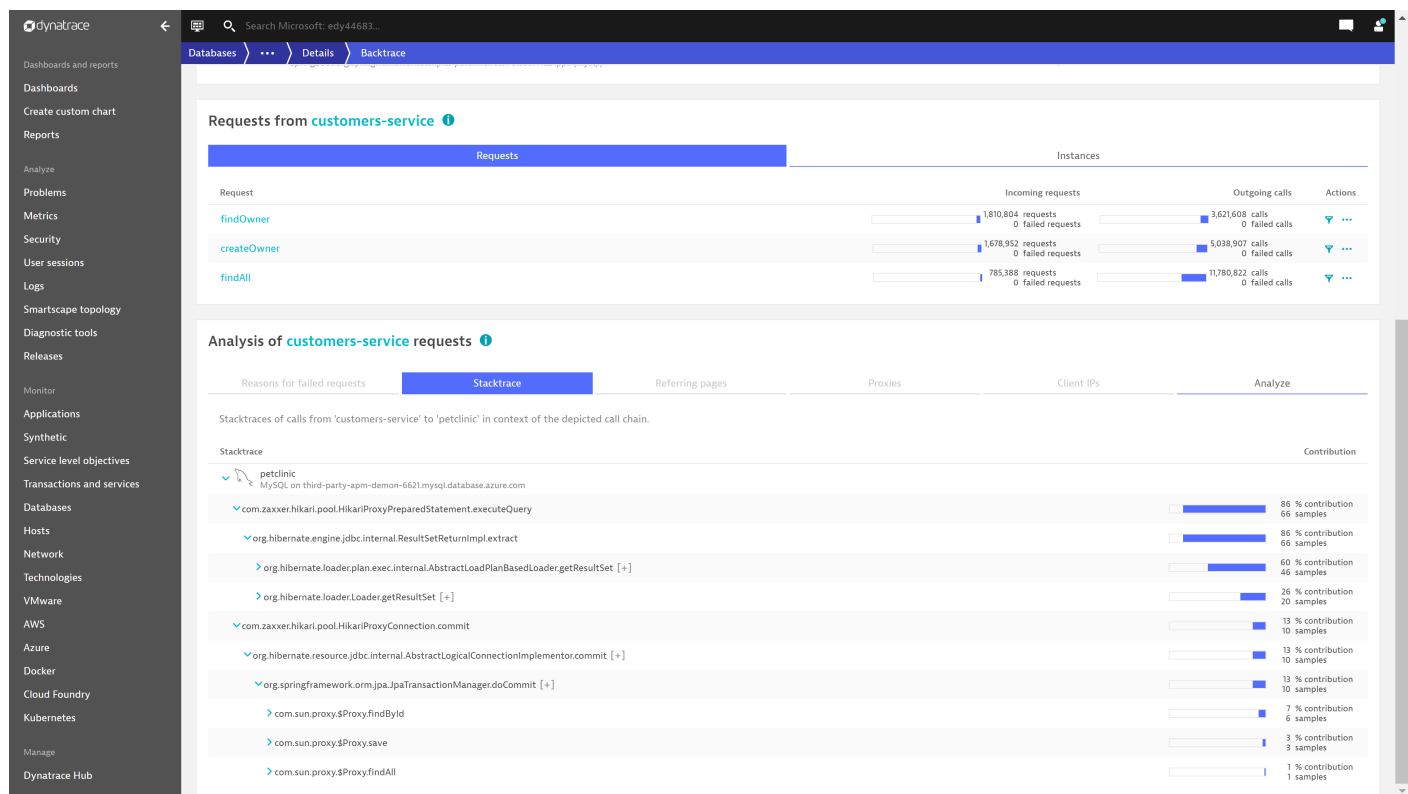 dynatrace
Search Microsoft: edy44683...
Databases ... Details Backtrace
Dashboards and reports
Dashboards
Create custom chart
Reports
Analyze
Problems
Metrics
Security
User sessions
Logs
Smartscape topology
Diagnostic tools
Releases
Monitor
Applications
Synthetic
Service level objectives
Transactions and services
Databases
Hosts
Network
Technologies
VMware
AWS
Azure
Docker
Cloud Foundry
Kubernetes
Manage
Dynatrace Hub
Requests from customers-service
Requests Instances
Request Incoming requests Outgoing calls Actions
findOwner 1,810,804 requests 3,621,608 calls
0 failed requests 0 failed calls
createOwner 1,678,952 requests 5,038,907 calls
0 failed requests 0 failed calls
findAll 785,388 requests 11,780,822 calls
0 failed requests 0 failed calls
Analysis of customers-service requests
Reasons for failed requests Stacktrace Referring pages Proxies Client IPs Analyze
Stacktraces of calls from 'customers-service' to 'petclinic' in context of the depicted call chain.
Stacktrace Contribution
petclinic
MySQL on third-party-apm-demon-6621.mysql.database.azure.com
com.zaxxer.hikari.pool.HikariProxyPreparedStatement.executeQuery 86 % contribution
66 samples
org.hibernate.engine.jdbc.internal.ResultSetReturnImpl.extract 86 % contribution
66 samples
org.hibernate.loader.plan.exec.internal.AbstractLoadPlanBasedLoader.getResultSet [+] 60 % contribution
46 samples
org.hibernate.loader.Loader.getResultSet [+] 26 % contribution
20 samples
com.zaxxer.hikari.pool.HikariProxyConnection.commit 13 % contribution
10 samples
org.hibernate.resource.jdbc.internal.AbstractLogicalConnectionImplementor.commit [+] 13 % contribution
10 samples
org.springframework.orm.jpa.JpaTransactionManager.doCommit [+] 13 % contribution
10 samples
com.sun.proxy.$Proxy.findById 7 % contribution
6 samples
com.sun.proxy.$Proxy.save 3 % contribution
3 samples
com.sun.proxy.$Proxy.findAll 1 % contribution
1 samples